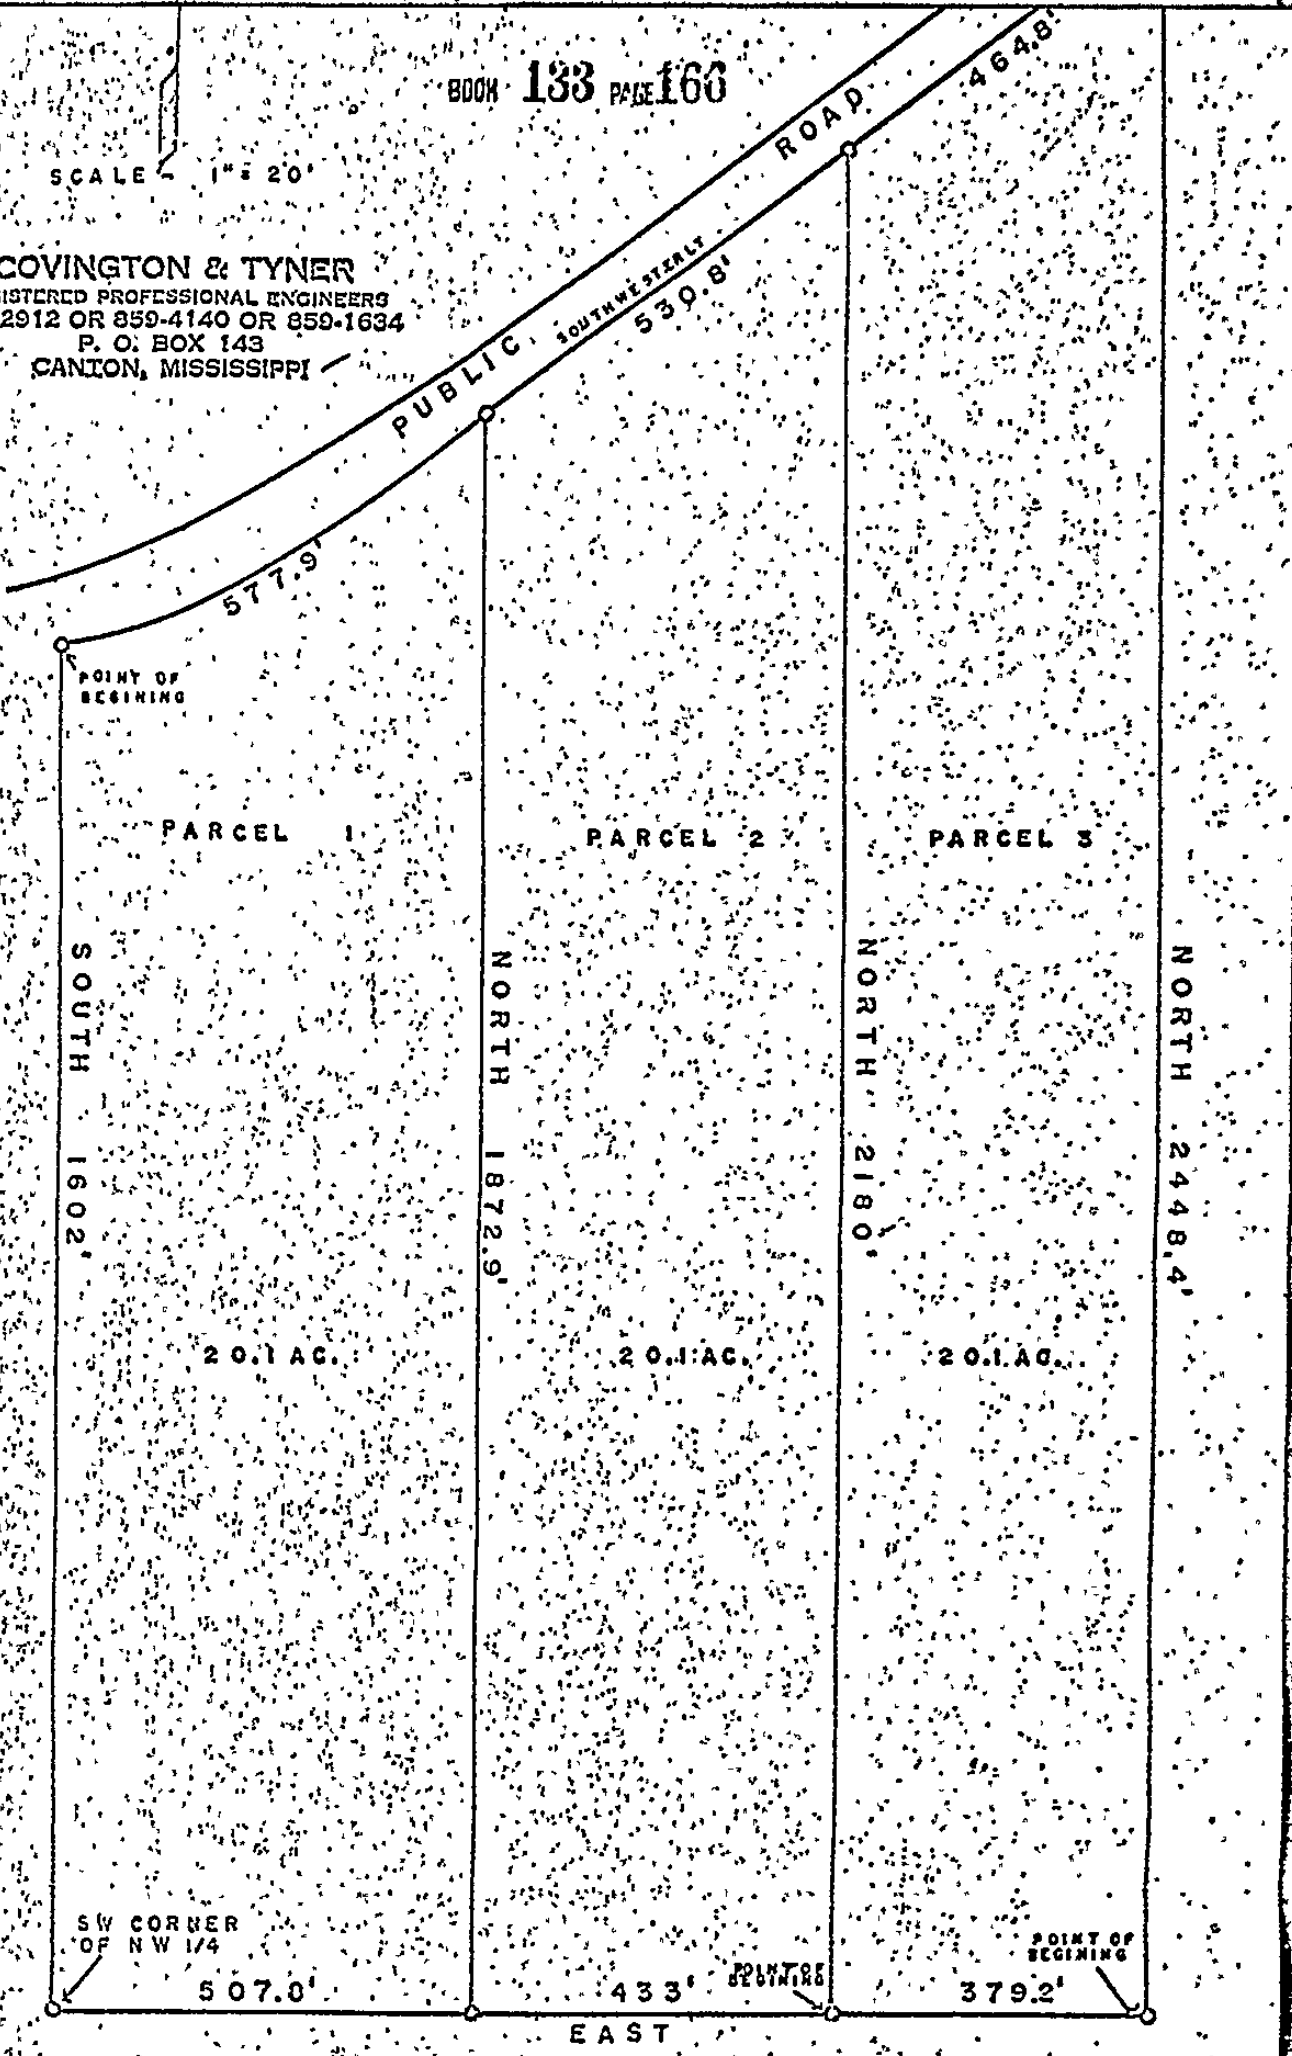 BOOK 133 PAGE 166
SCALE - 1" = 20'
COVINGTON & TYNER
ISTERED PROFESSIONAL ENGINEERS
2912 OR 859-4140 OR 859-1634
P. O. BOX 143
CANTON, MISSISSIPPI
PUBLIC ROAD
464.8'
SOUTHWESTERLY
530.8'
577.9'
POINT OF
BEGINING
PARCEL 1
PARCEL 2
PARCEL 3
SOUTH 1602'
NORTH 1872.9'
NORTH 2180'
NORTH 2448.4'
20.1 AC.
20.1 AC.
20.1 AC.
SW CORNER
OF NW 1/4
POINT OF
BEGINING
POINT OF
BEGINING
507.0'
433'
379.2'
EAST